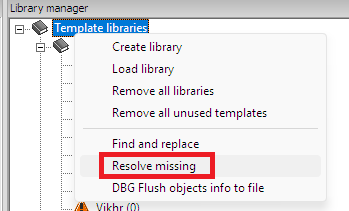 Library manager
Template libraries
Create library
Load library
Remove all libraries
Remove all unused templates
Find and replace
Resolve missing
DBG Flush objects info to file
Vikhr (0)